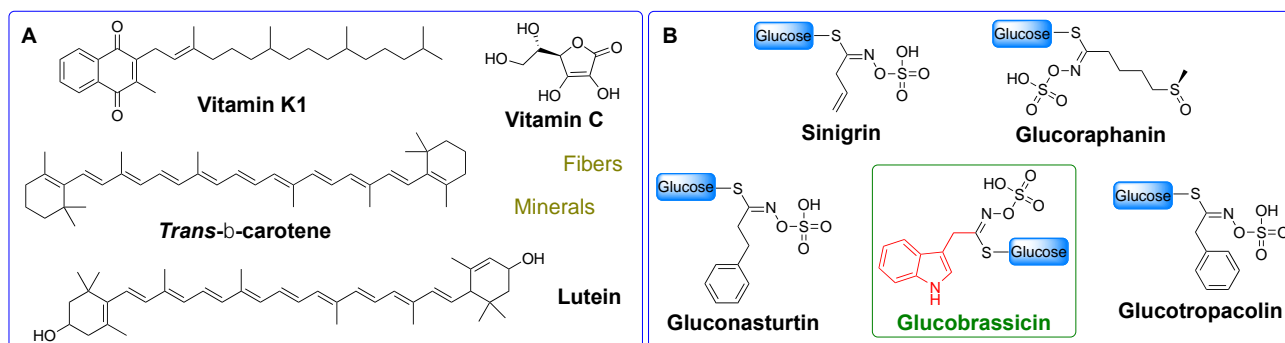 A
O
O
Vitamin K1
OH
HO
O
O
HO
OH
Vitamin C
Fibers
Minerals
Trans-b-carotene
OH
HO
Lutein
B
Glucose
S
N
O
OH
S
O
O
Sinigrin
Glucose
S
N
O
HO
S
O
O
S
O
Glucoraphanin
Glucose
S
N
O
OH
S
O
O
Gluconasturtin
HO
O
S
O
O
N
S
Glucose
N
H
Glucobrassicin
Glucose
S
N
O
OH
S
O
O
Glucotropacolin